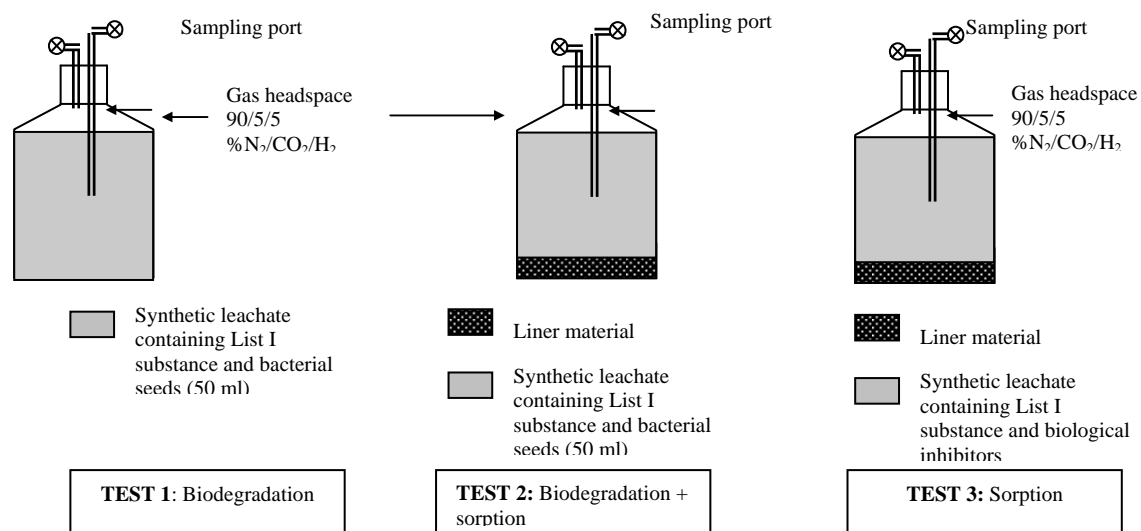 Sampling port
Gas headspace
90/5/5
%N₂/CO₂/H₂
Synthetic leachate
containing List I
substance and bacterial
seeds (50 ml)
TEST 1: Biodegradation
Sampling port
Liner material
Synthetic leachate
containing List I
substance and bacterial
seeds (50 ml)
TEST 2: Biodegradation +
sorption
Sampling port
Gas headspace
90/5/5
%N₂/CO₂/H₂
Liner material
Synthetic leachate
containing List I
substance and biological
inhibitors
TEST 3: Sorption